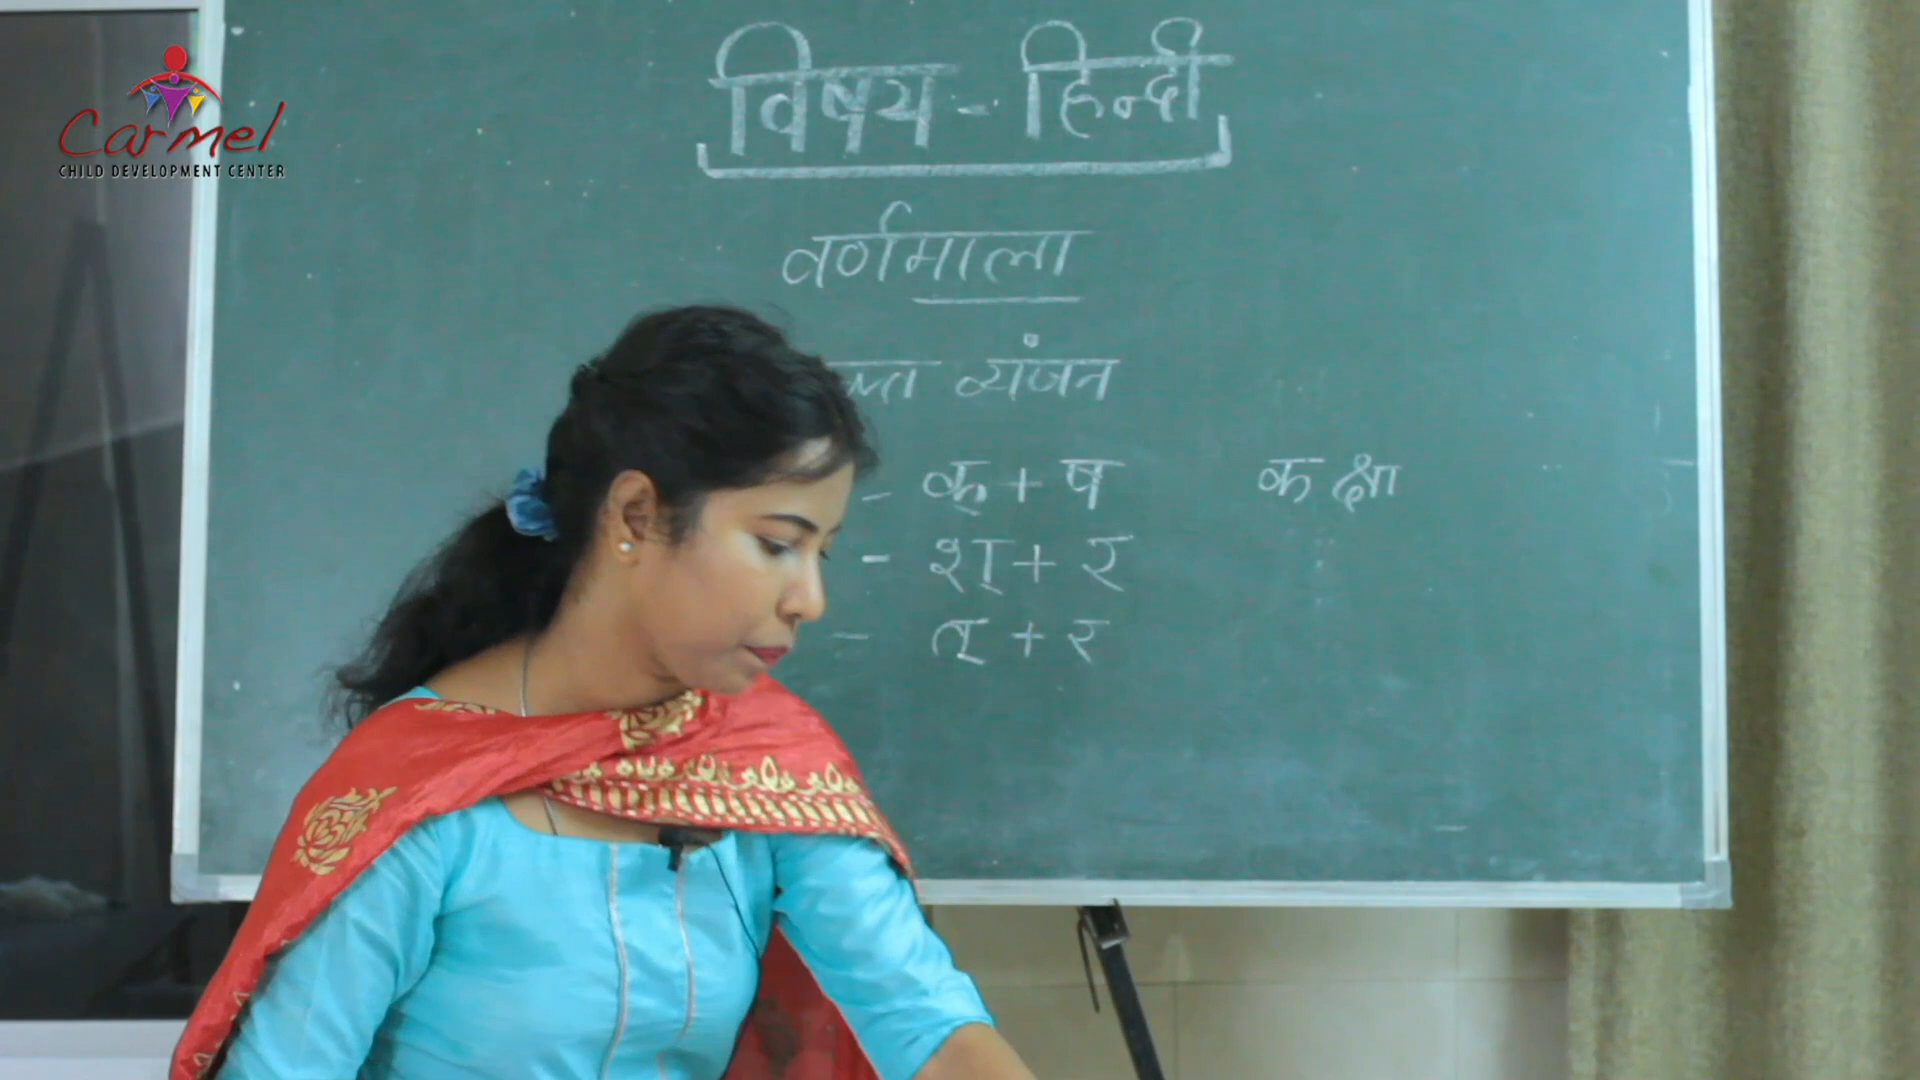 Carmel
CHILD DEVELOPMENT CENTER
विषय - हिन्दी
वर्णमाला
व्यंजन
- क् + ष कक्षा
- श् + र
- त् + र